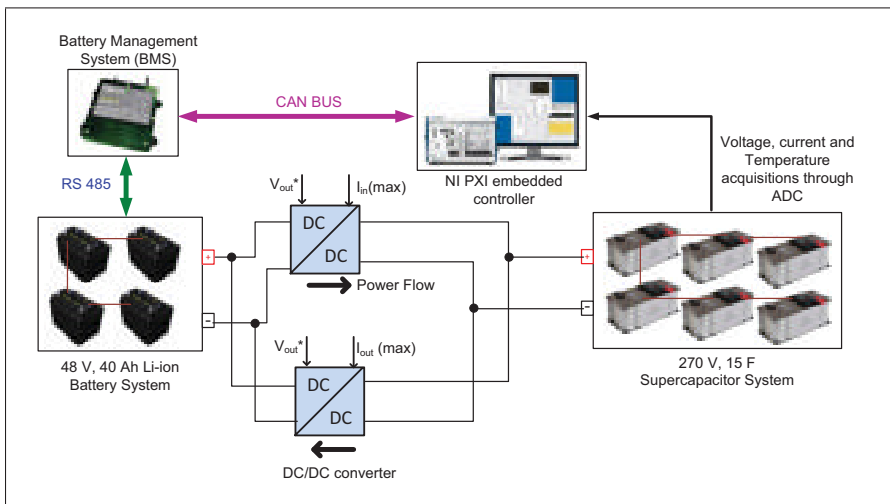 Battery Management
System (BMS)
CAN BUS
RS 485
NI PXI embedded
controller
Voltage, current and
Temperature
acquisitions through
ADC
Vout*
Iin(max)
DC
DC
Power Flow
+
-
+
-
48 V, 40 Ah Li-ion
Battery System
Vout*
Iout (max)
DC
DC
DC/DC converter
270 V, 15 F
Supercapacitor System